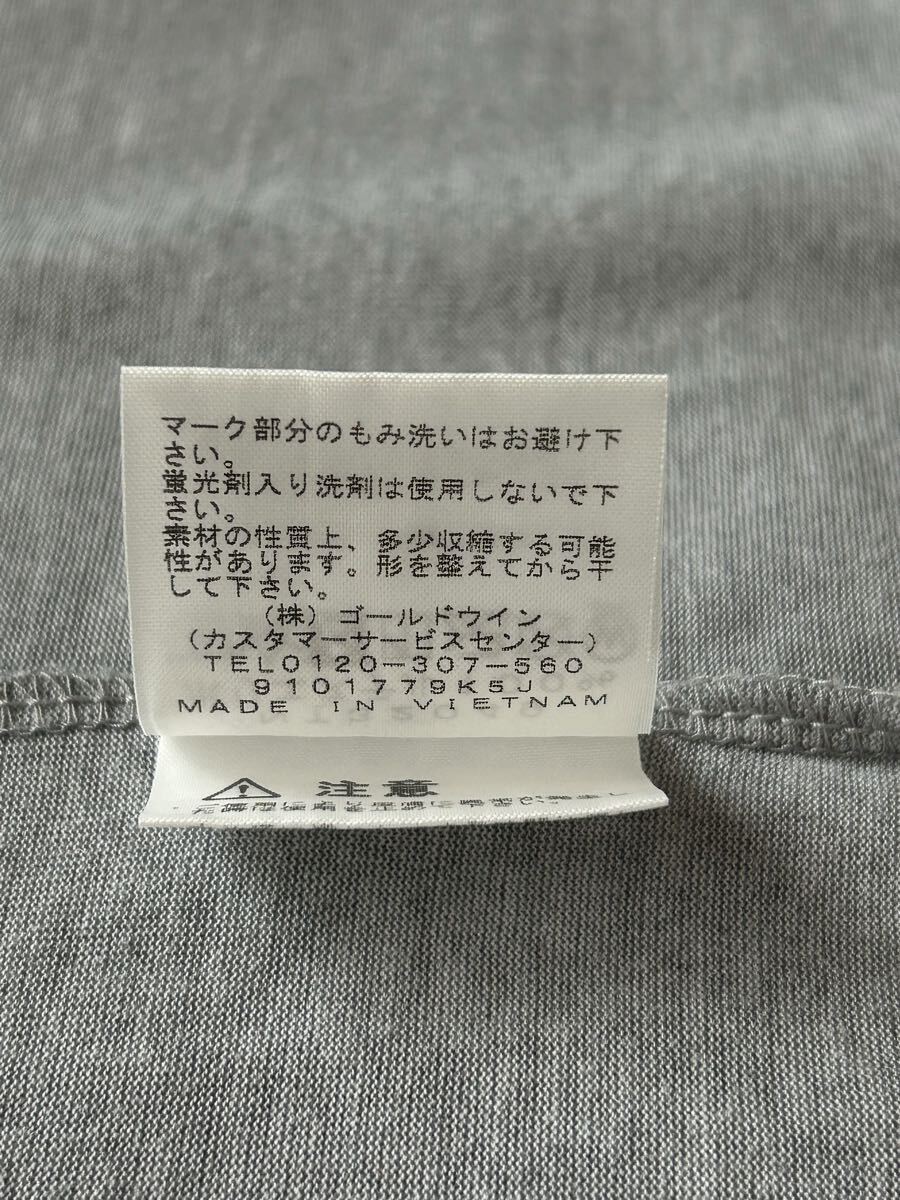 マーク部分のもみ洗いはお避け下
さい。
蛍光剤入り洗剤は使用しないで下
さい。
素材の性質上、多少収縮する可能
性があります。形を整えてから干
して下さい。
(株)ゴールドウイン
(カスタマーサービスセンター)
TEL0120-307-560
9101779K5J
MADE IN VIETNAM
注意